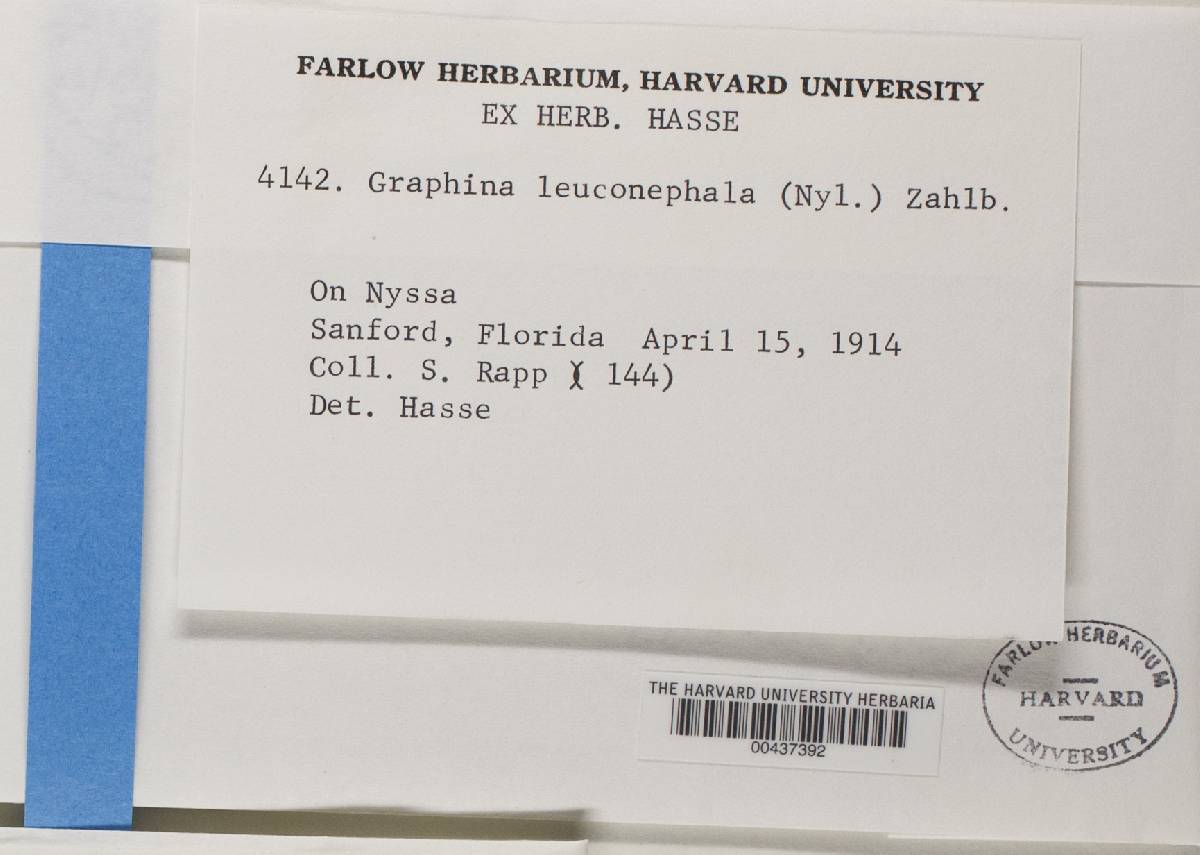 FARLOW HERBARIUM, HARVARD UNIVERSITY
EX HERB. HASSE
4142. Graphina leuconephala (Nyl.) Zahlb.
On Nyssa
Sanford, Florida April 15, 1914
Coll. S. Rapp ( 144)
Det. Hasse
THE HARVARD UNIVERSITY HERBARIA
00437392
FARLOW HERBARIUM
HARVARD
UNIVERSITY